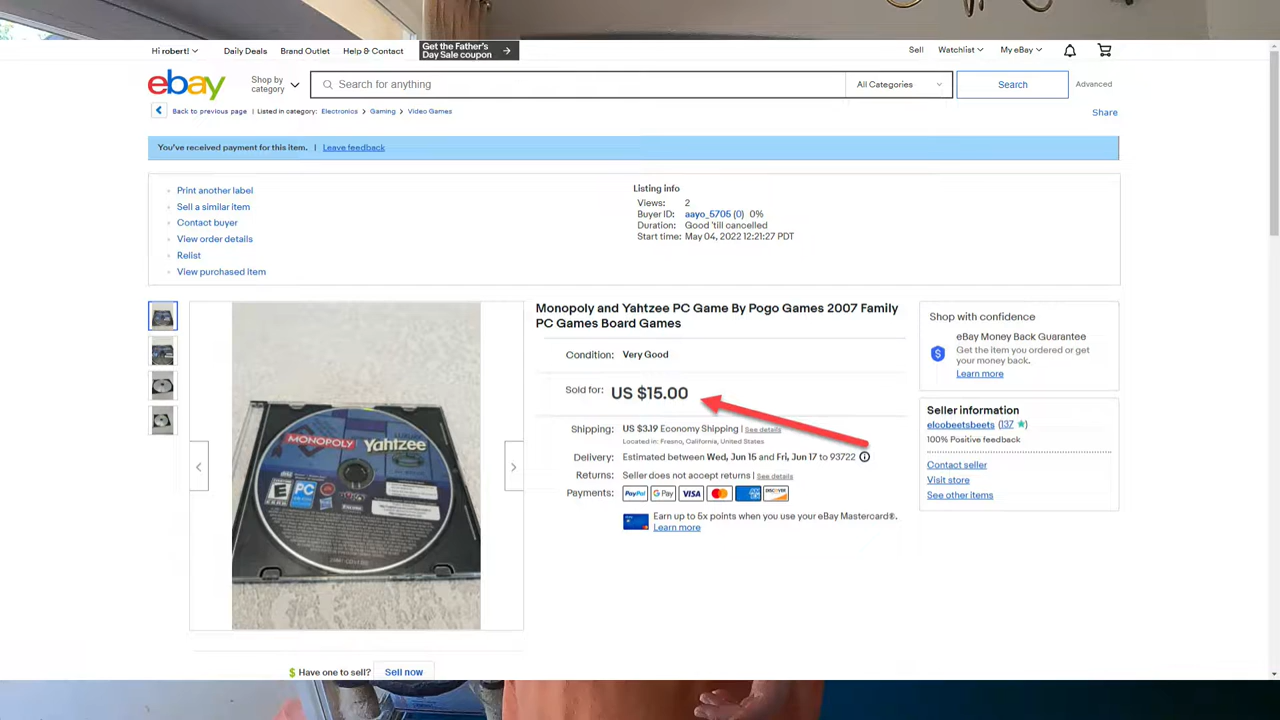 Hi robert!
Daily Deals
Brand Outlet
Help & Contact
Get the Father's
Day Sale coupon
Sell
Watchlist
My eBay
ebay
Shop by
category
Search for anything
All Categories
Search
Advanced
Back to previous page | Listed in category: Electronics > Gaming > Video Games
Share
You've received payment for this item. | Leave feedback
Print another label
Sell a similar item
Contact buyer
View order details
Relist
View purchased item
Listing info
Views: 2
Buyer ID: aayo_5705 (0) 0%
Duration: Good 'till cancelled
Start time: May 04, 2022 12:21:27 PDT
MONOPOLY
Yahtzee
PC
Monopoly and Yahtzee PC Game By Pogo Games 2007 Family
PC Games Board Games
Condition: Very Good
Sold for: US $15.00
Shipping: US $3.19 Economy Shipping | See details
Located in: Fresno, California, United States
Delivery: Estimated between Wed, Jun 15 and Fri, Jun 17 to 93722
Returns: Seller does not accept returns | See details
Payments: PayPal G Pay VISA DISCOVER
Earn up to 5x points when you use your eBay Mastercard®.
Learn more
Shop with confidence
eBay Money Back Guarantee
Get the item you ordered or get
your money back.
Learn more
Seller information
eloobeetsbeets (137 )
100% Positive feedback
Contact seller
Visit store
See other items
Have one to sell? Sell now